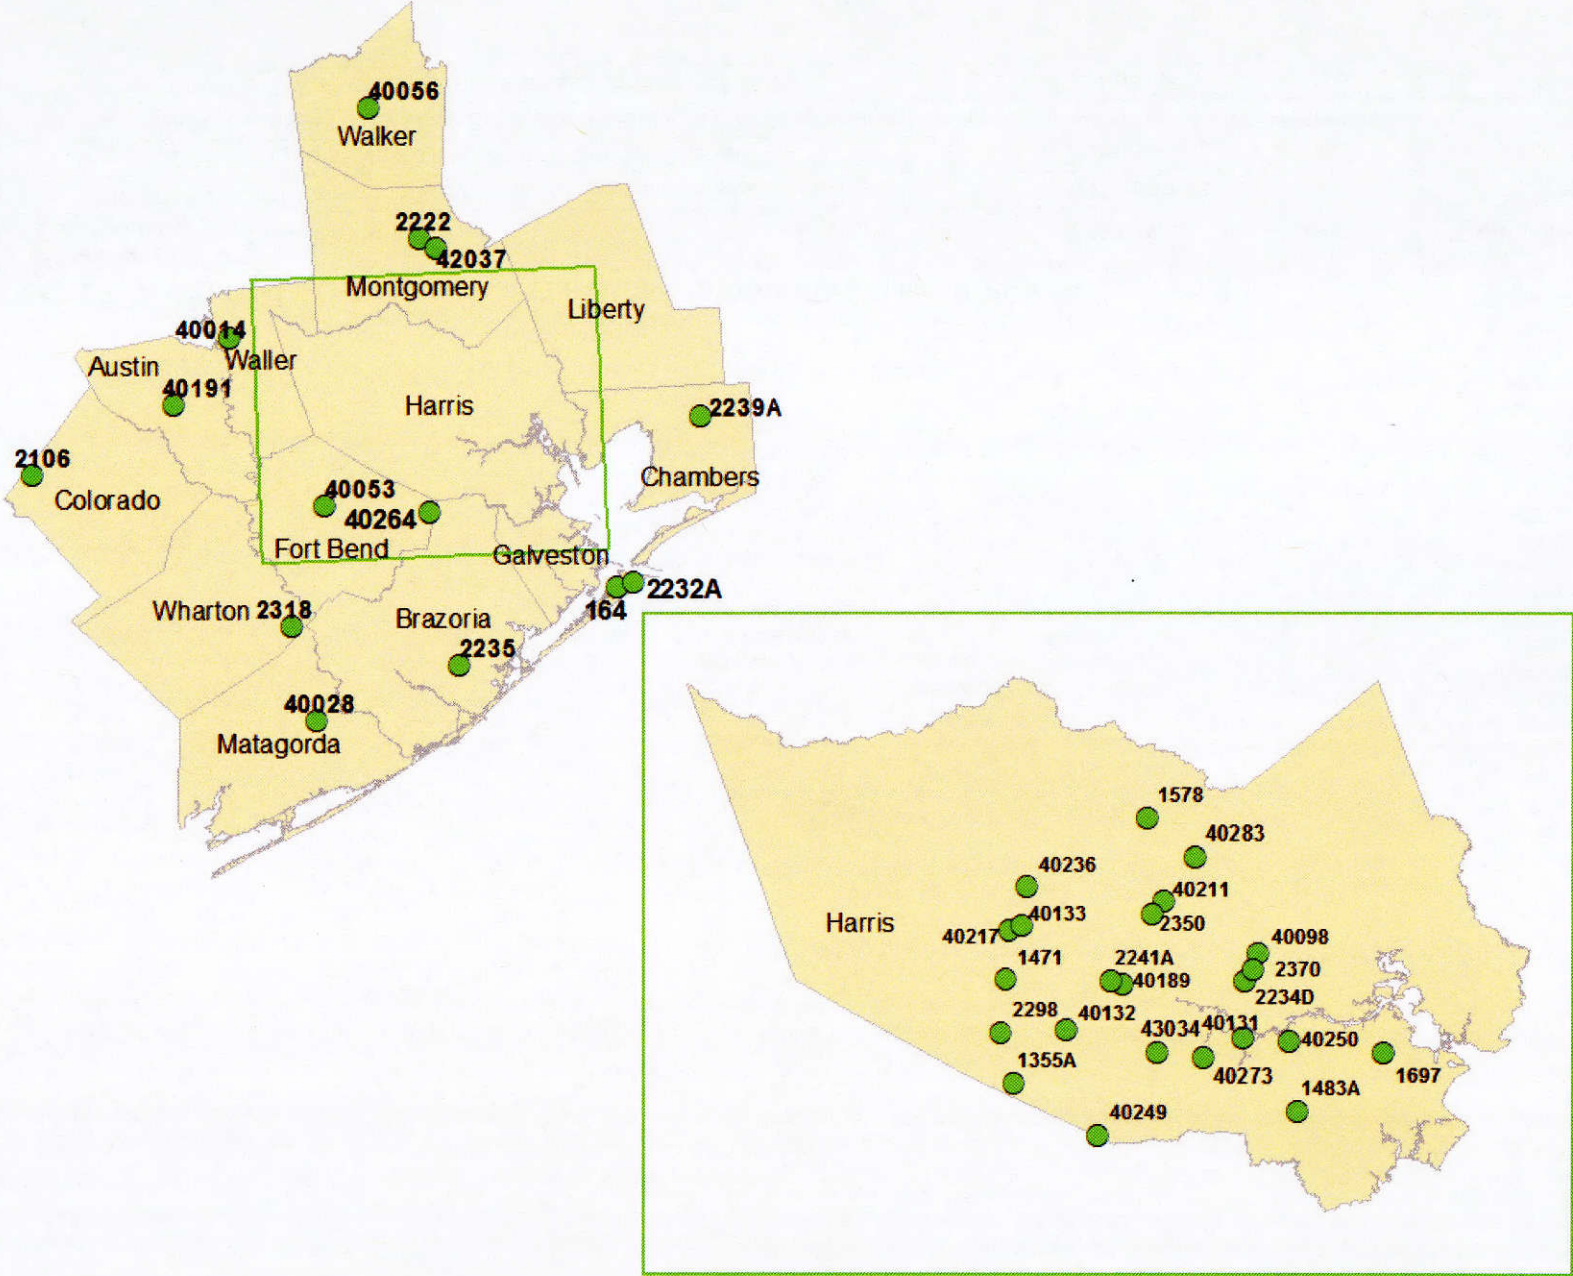 40056
Walker
2222
42037
Montgomery
Liberty
40014
Waller
Austin
40191
Harris
2239A
2106
Chambers
Colorado
40053
40264
Fort Bend
Galveston
2232A
164
Wharton 2318
Brazoria
2235
40028
Matagorda
1578
40283
40236
40211
40133
2350
Harris
40217
40098
1471
2241A
2370
40189
2234D
2298
40132
43034
40131
40250
1355A
40273
1697
1483A
40249